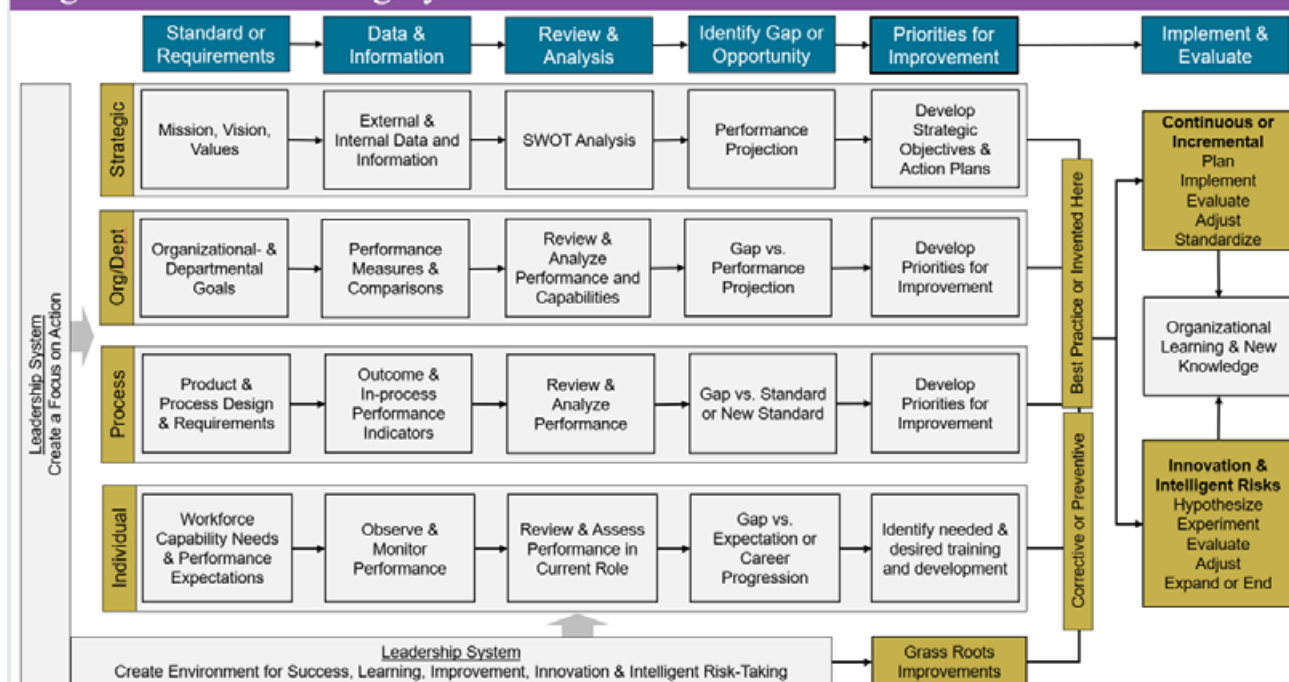 Standard or
Requirements
Data &
Information
Review &
Analysis
Identify Gap or
Opportunity
Priorities for
Improvement
Implement &
Evaluate
Leadership System
Create a Focus on Action
Strategic
Mission, Vision,
Values
External &
Internal Data and
Information
SWOT Analysis
Performance
Projection
Develop
Strategic
Objectives &
Action Plans
Org/Dept
Organizational- &
Departmental
Goals
Performance
Measures &
Comparisons
Review &
Analyze
Performance and
Capabilities
Gap vs.
Performance
Projection
Develop
Priorities for
Improvement
Process
Product &
Process Design
& Requirements
Outcome &
In-process
Performance
Indicators
Review &
Analyze
Performance
Gap vs. Standard
or New Standard
Develop
Priorities for
Improvement
Individual
Workforce
Capability Needs
& Performance
Expectations
Observe &
Monitor
Performance
Review & Assess
Performance in
Current Role
Gap vs.
Expectation or
Career
Progression
Identify needed &
desired training
and development
Best Practice or Invented Here
Corrective or Preventive
Continuous or
Incremental
Plan
Implement
Evaluate
Adjust
Standardize
Organizational
Learning & New
Knowledge
Innovation &
Intelligent Risks
Hypothesize
Experiment
Evaluate
Adjust
Expand or End
Leadership System
Create Environment for Success, Learning, Improvement, Innovation & Intelligent Risk-Taking
Grass Roots
Improvements